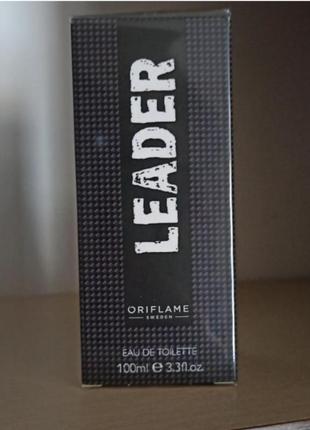 LEADER
ORIFLAME
SWEDEN
EAU DE TOILETTE
100ml ℮ 3.3fl.oz.